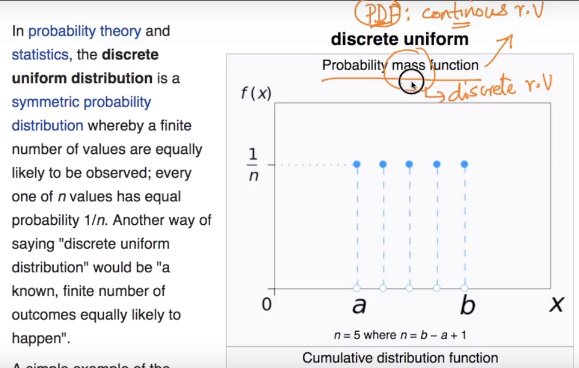 In probability theory and
statistics, the discrete
uniform distribution is a
symmetric probability
distribution whereby a finite
number of values are equally
likely to be observed; every
one of n values has equal
probability 1/n. Another way of
saying "discrete uniform
distribution" would be "a
known, finite number of
outcomes equally likely to
happen".
A simple example of the
PDF: continous r.V
discrete uniform
Probability mass function
discrete r.V
f(x)
1
n
0 a b X
n = 5 where n = b − a + 1
Cumulative distribution function